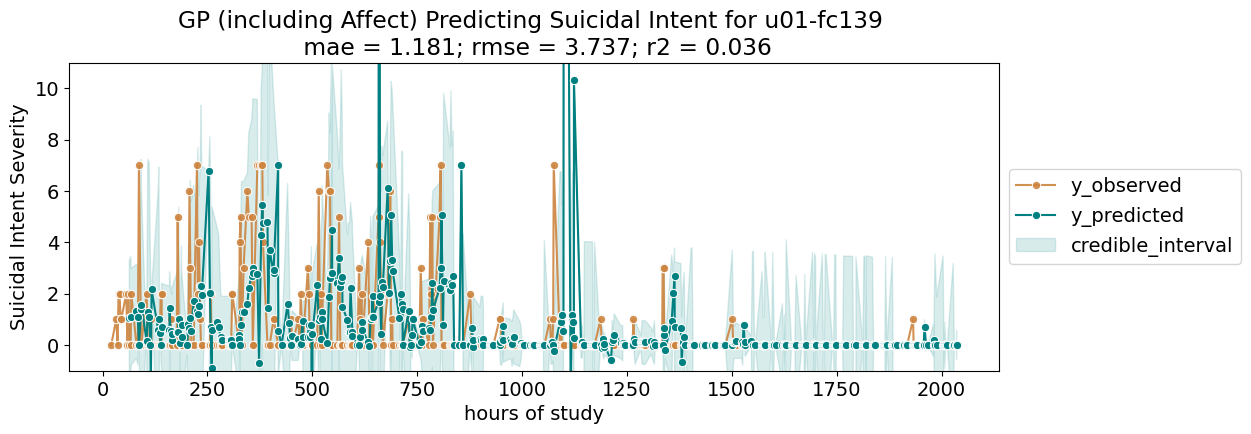 GP (including Affect) Predicting Suicidal Intent for u01-fc139
mae = 1.181; rmse = 3.737; r2 = 0.036
Suicidal Intent Severity
10
8
6
4
2
0
0 250 500 750 1000 1250 1500 1750 2000
hours of study
y_observed
y_predicted
credible_interval